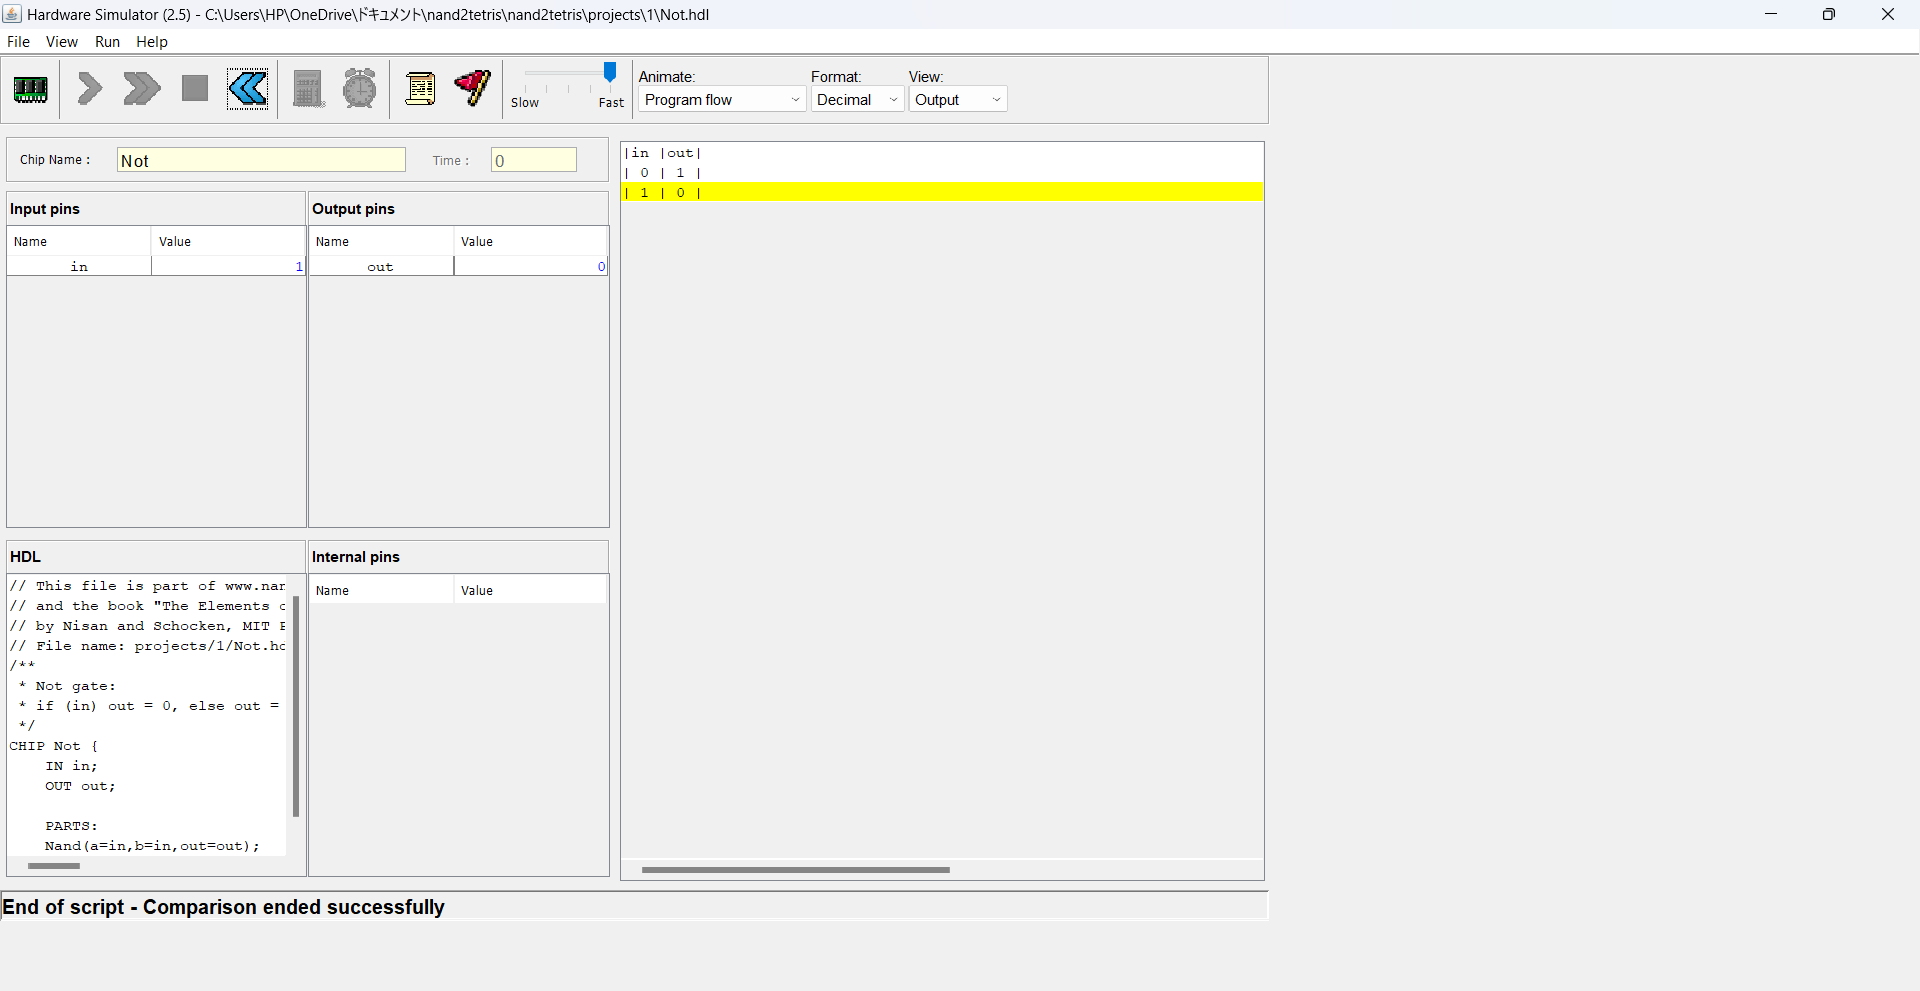 Hardware Simulator (2.5) - C:\Users\HP\OneDrive\ドキュメント\nand2tetris\nand2tetris\projects\1\Not.hdl
File View Run Help
Slow Fast
Animate: Format: View:
Program flow Decimal Output
Chip Name : Not Time : 0
Input pins
Name Value
in 1
Output pins
Name Value
out 0
|in |out|
| 0 | 1 |
| 1 | 0 |
HDL
// This file is part of www.nan
// and the book "The Elements
// by Nisan and Schocken, MIT
// File name: projects/1/Not.hd
/**
* Not gate:
* if (in) out = 0, else out =
*/
CHIP Not {
IN in;
OUT out;
PARTS:
Nand(a=in,b=in,out=out);
Internal pins
Name Value
End of script - Comparison ended successfully